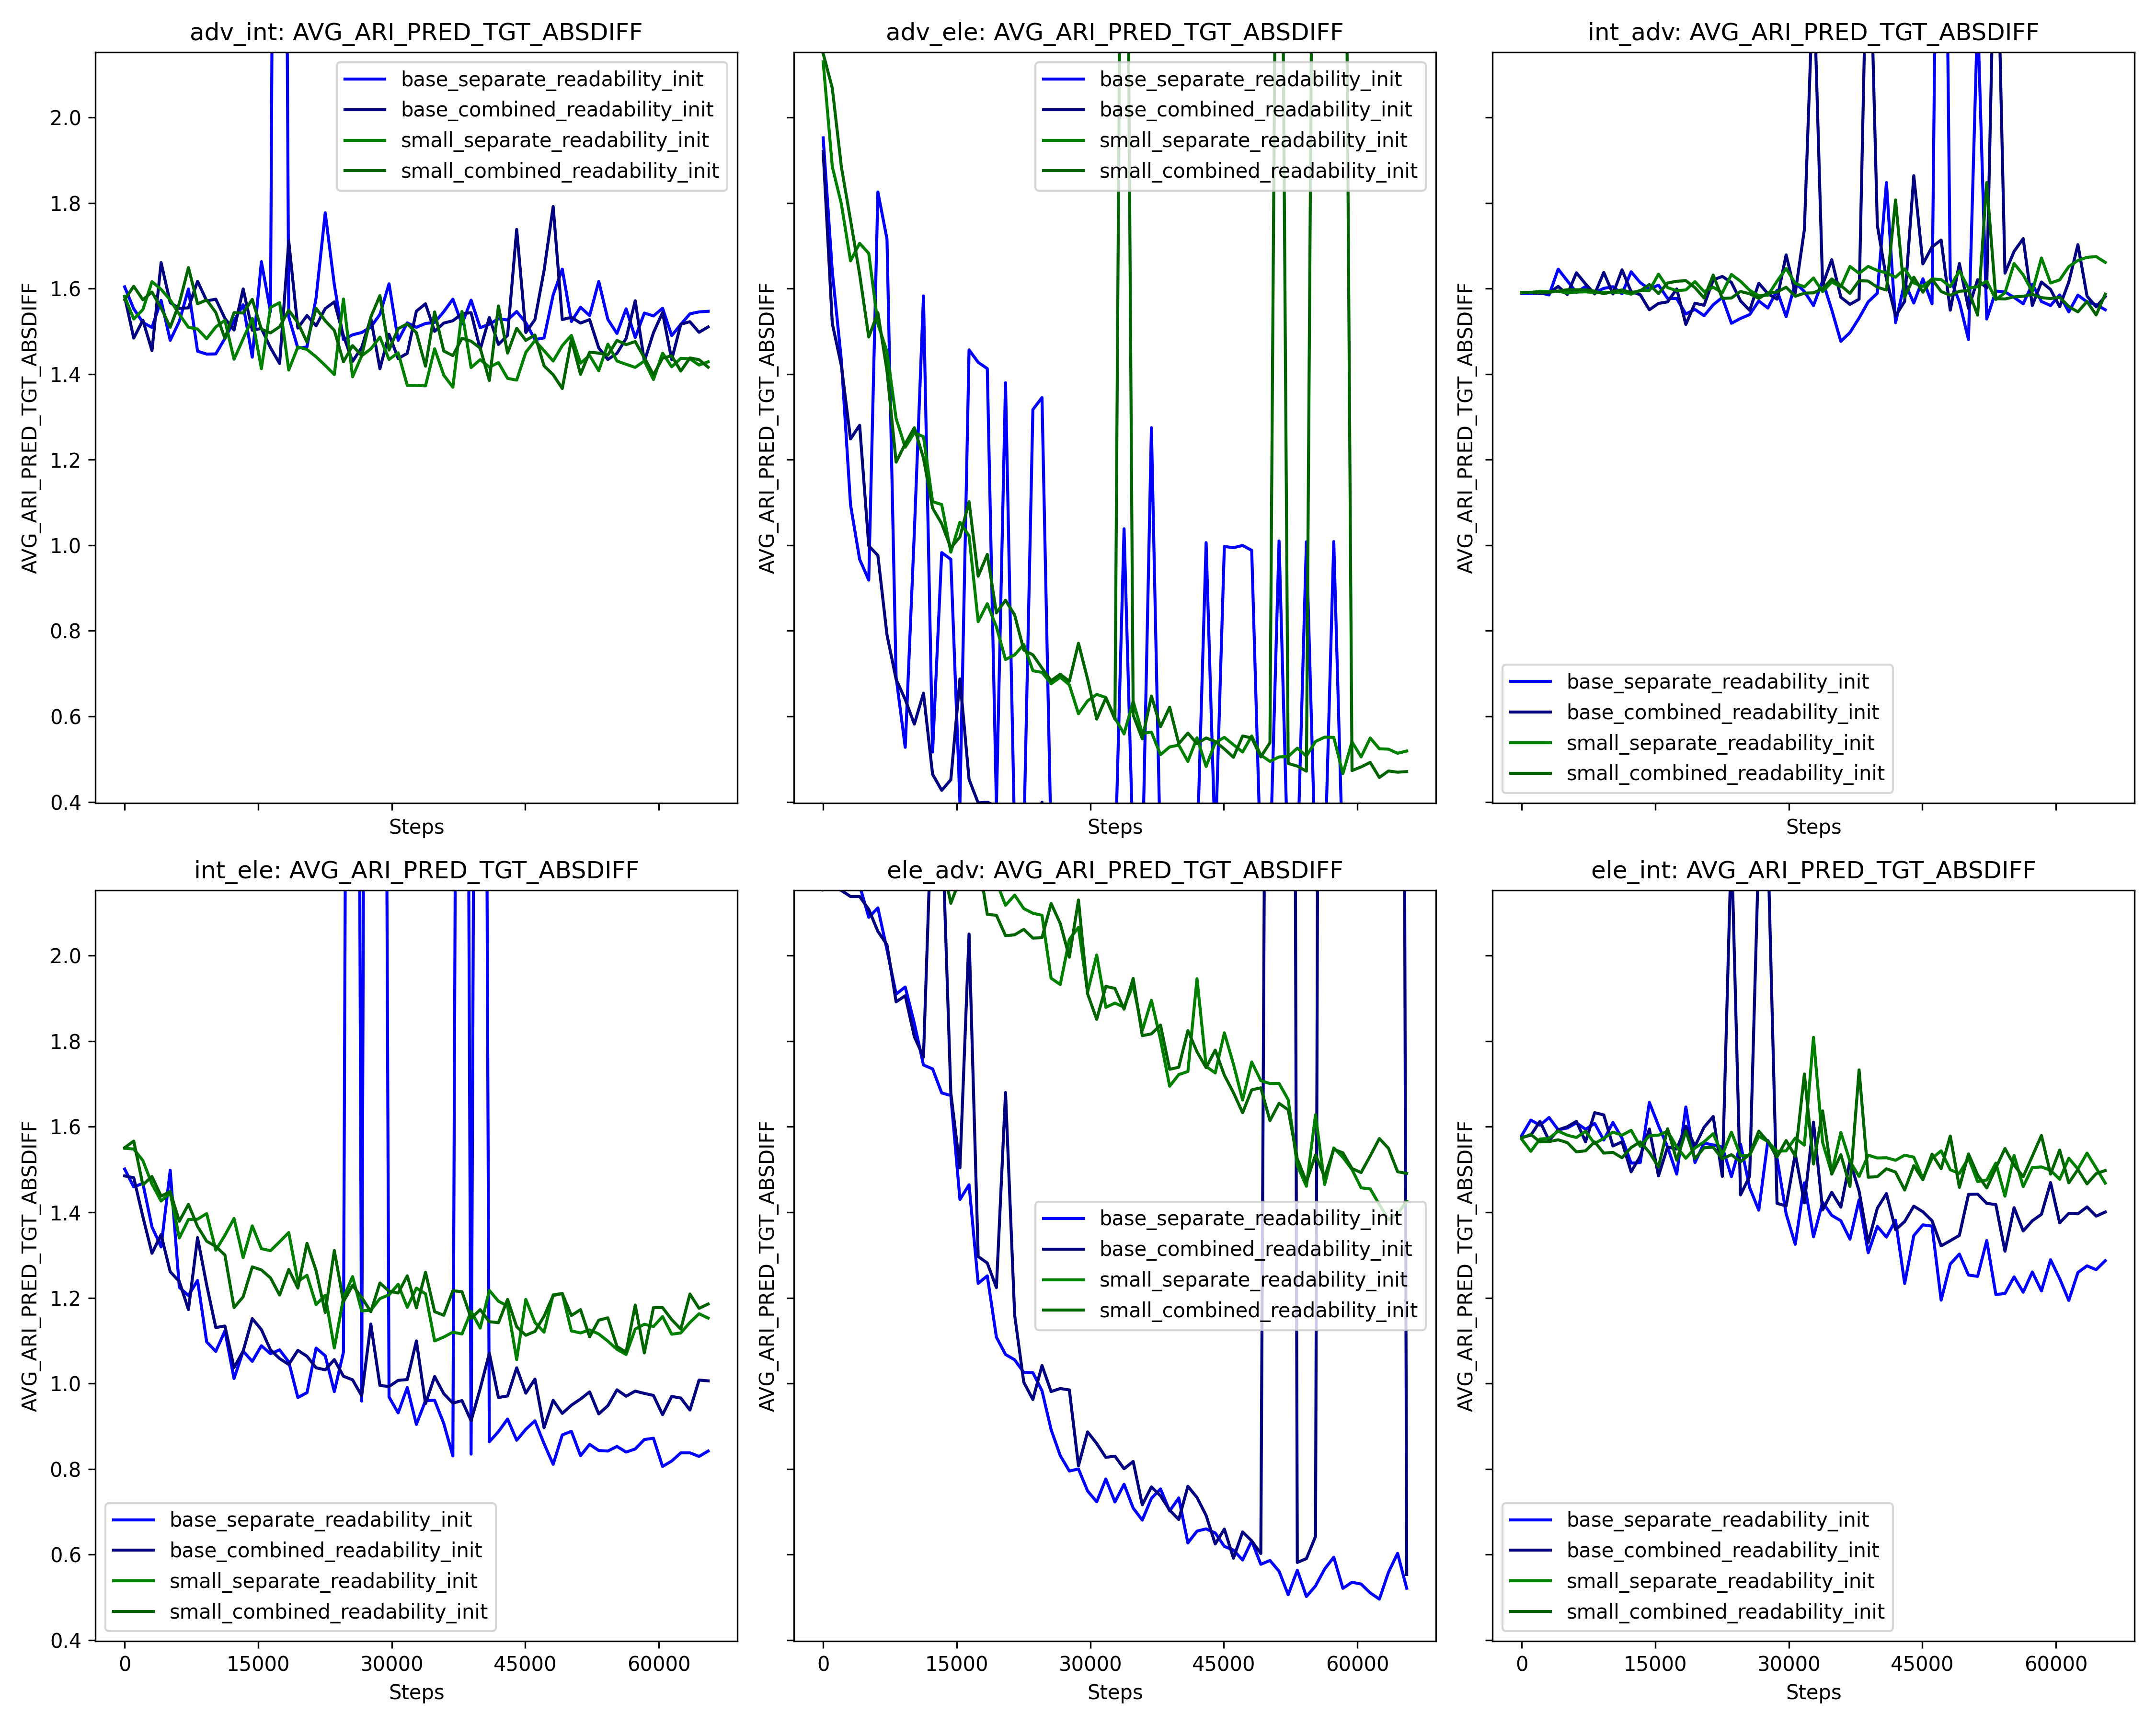 adv_int: AVG_ARI_PRED_TGT_ABSDIFF
AVG_ARI_PRED_TGT_ABSDIFF
2.0
1.8
1.6
1.4
1.2
1.0
0.8
0.6
0.4
base_separate_readability_init
base_combined_readability_init
small_separate_readability_init
small_combined_readability_init
Steps
adv_ele: AVG_ARI_PRED_TGT_ABSDIFF
AVG_ARI_PRED_TGT_ABSDIFF
base_separate_readability_init
base_combined_readability_init
small_separate_readability_init
small_combined_readability_init
Steps
int_adv: AVG_ARI_PRED_TGT_ABSDIFF
AVG_ARI_PRED_TGT_ABSDIFF
base_separate_readability_init
base_combined_readability_init
small_separate_readability_init
small_combined_readability_init
Steps
int_ele: AVG_ARI_PRED_TGT_ABSDIFF
AVG_ARI_PRED_TGT_ABSDIFF
2.0
1.8
1.6
1.4
1.2
1.0
0.8
0.6
0.4
base_separate_readability_init
base_combined_readability_init
small_separate_readability_init
small_combined_readability_init
0 15000 30000 45000 60000
Steps
ele_adv: AVG_ARI_PRED_TGT_ABSDIFF
AVG_ARI_PRED_TGT_ABSDIFF
base_separate_readability_init
base_combined_readability_init
small_separate_readability_init
small_combined_readability_init
0 15000 30000 45000 60000
Steps
ele_int: AVG_ARI_PRED_TGT_ABSDIFF
AVG_ARI_PRED_TGT_ABSDIFF
base_separate_readability_init
base_combined_readability_init
small_separate_readability_init
small_combined_readability_init
0 15000 30000 45000 60000
Steps